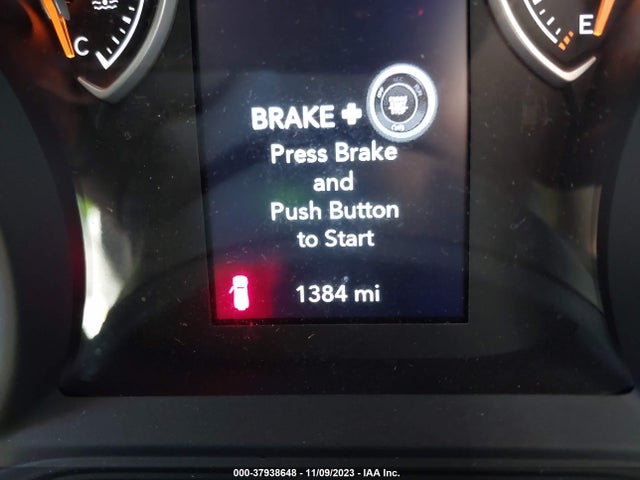 C
E
BRAKE +
Press Brake
and
Push Button
to Start
1384 mi
000-37938648 - 11/09/2023 - IAA Inc.